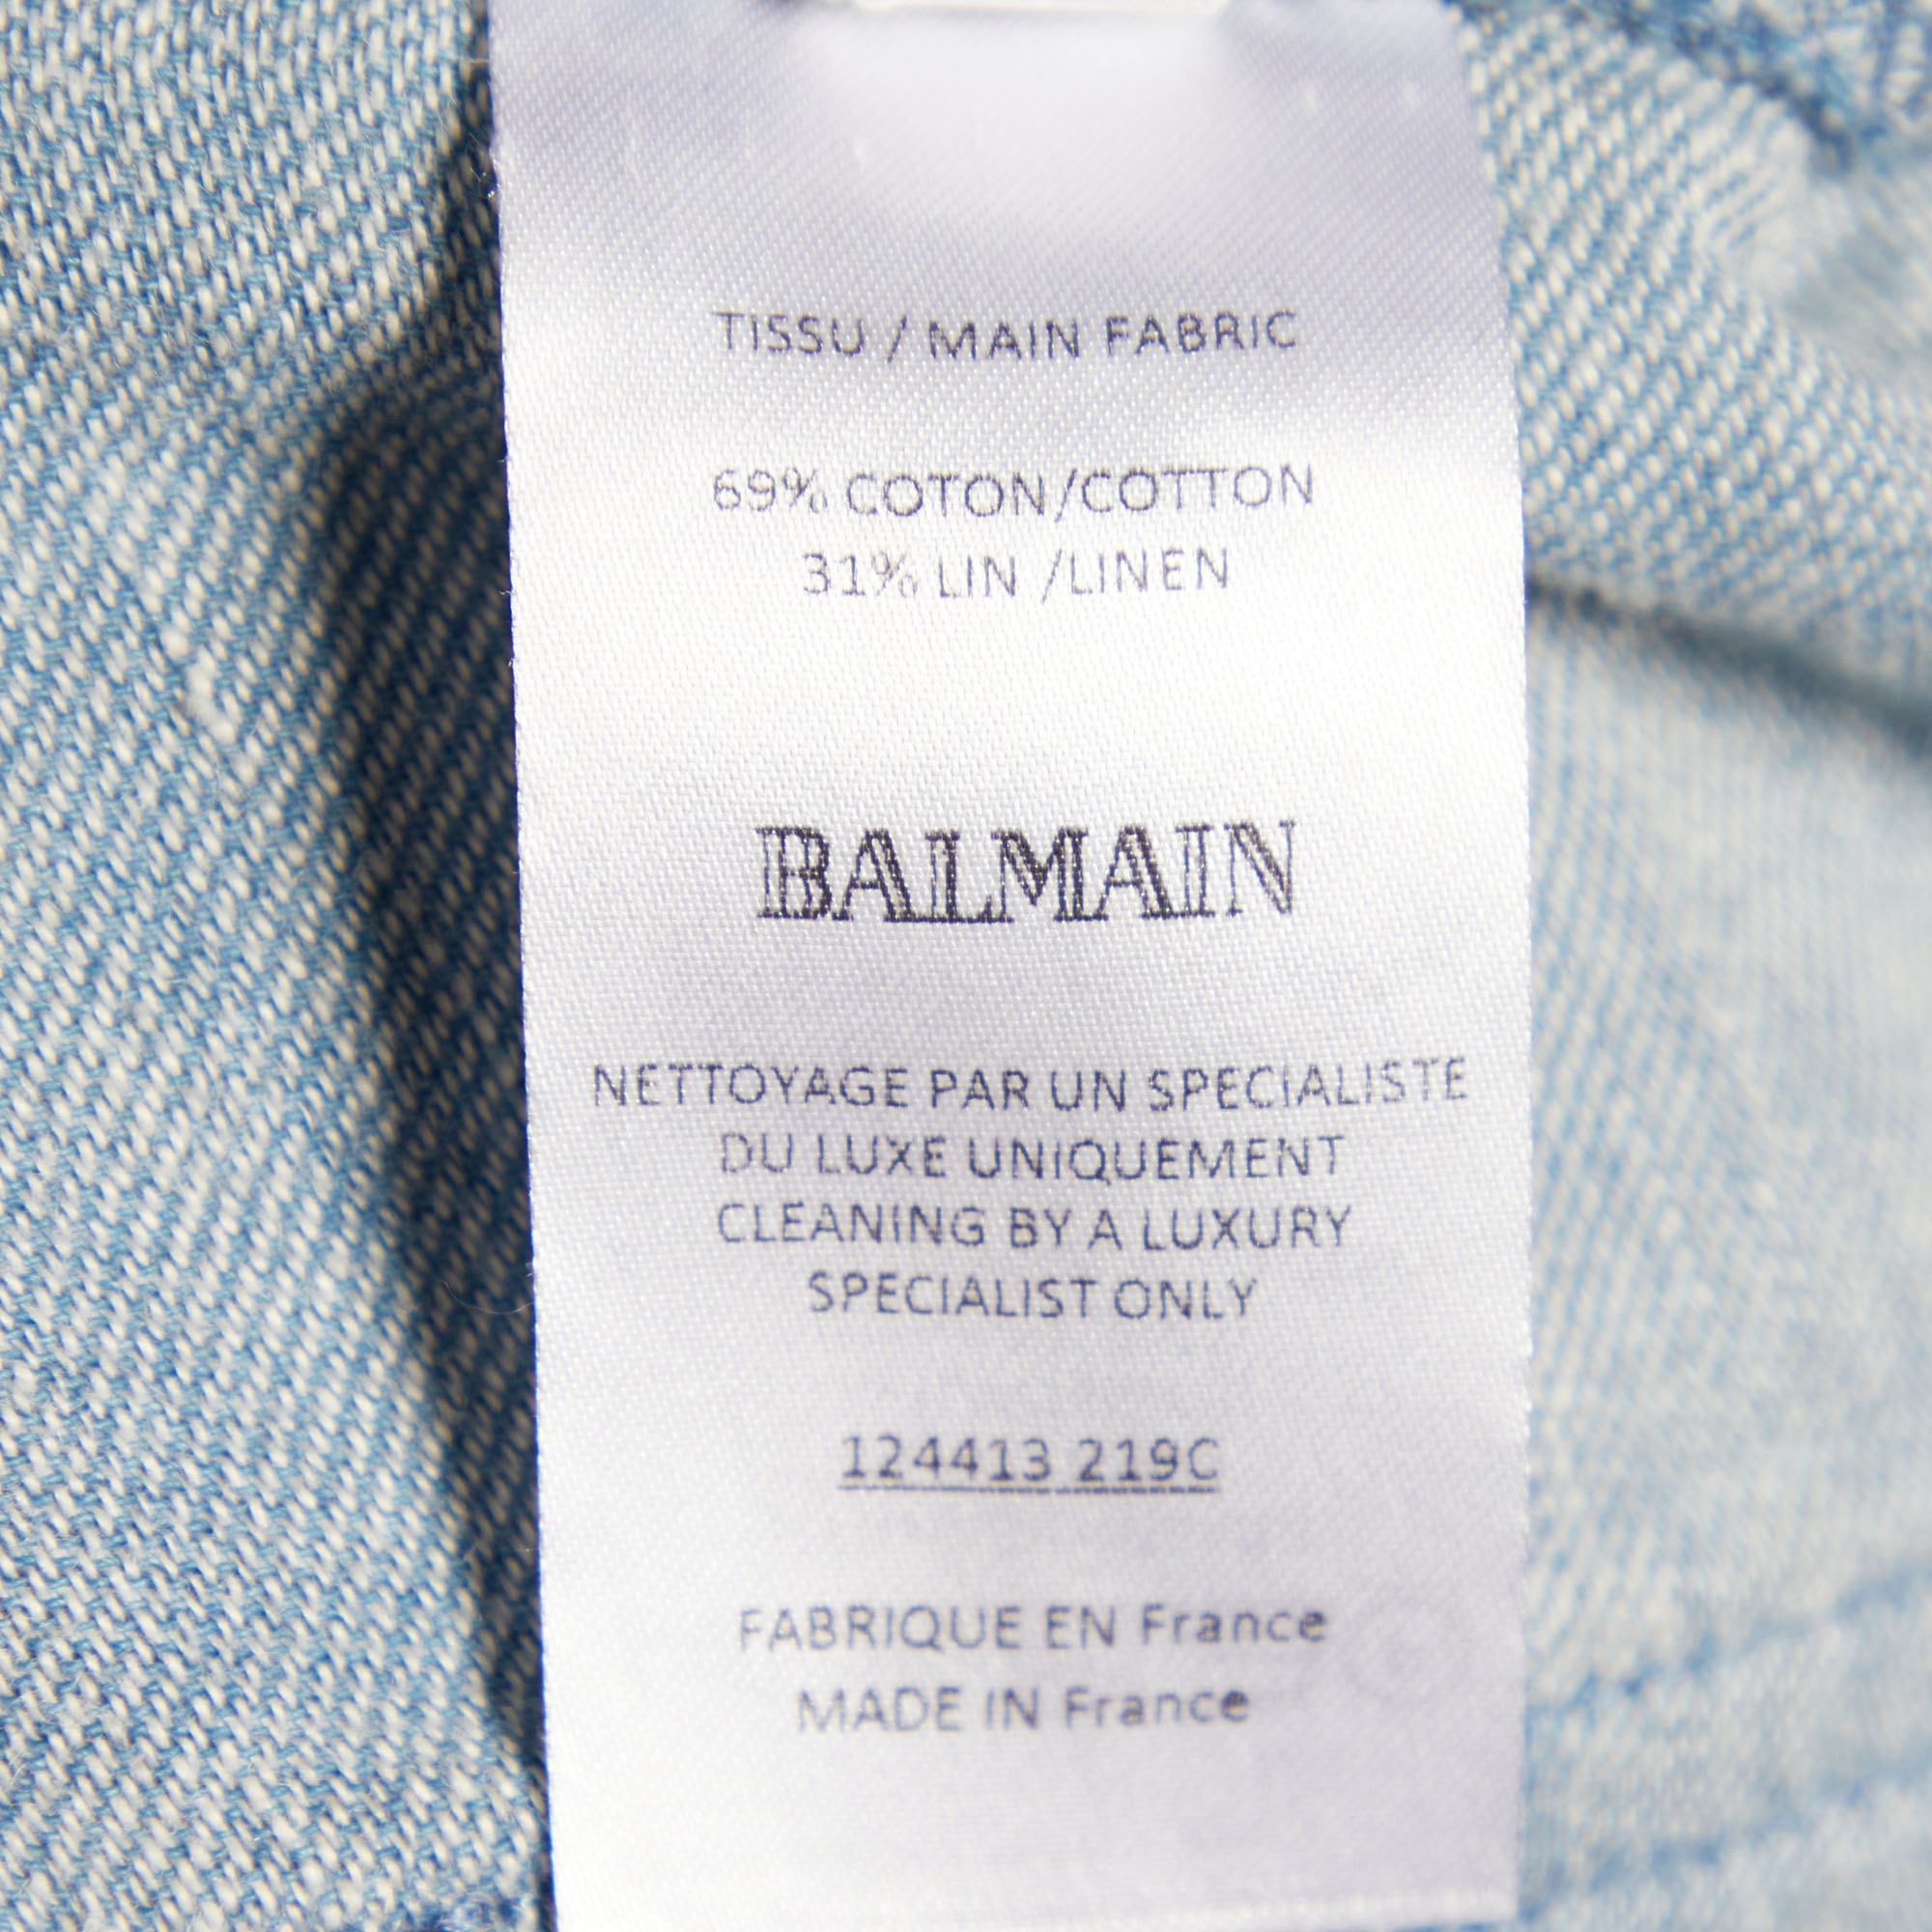 TISSU / MAIN FABRIC
69% COTON/COTTON
31% LIN /LINEN
BALMAIN
NETTOYAGE PAR UN SPECIALISTE
DU LUXE UNIQUEMENT
CLEANING BY A LUXURY
SPECIALIST ONLY
124413 219C
FABRIQUE EN France
MADE IN France